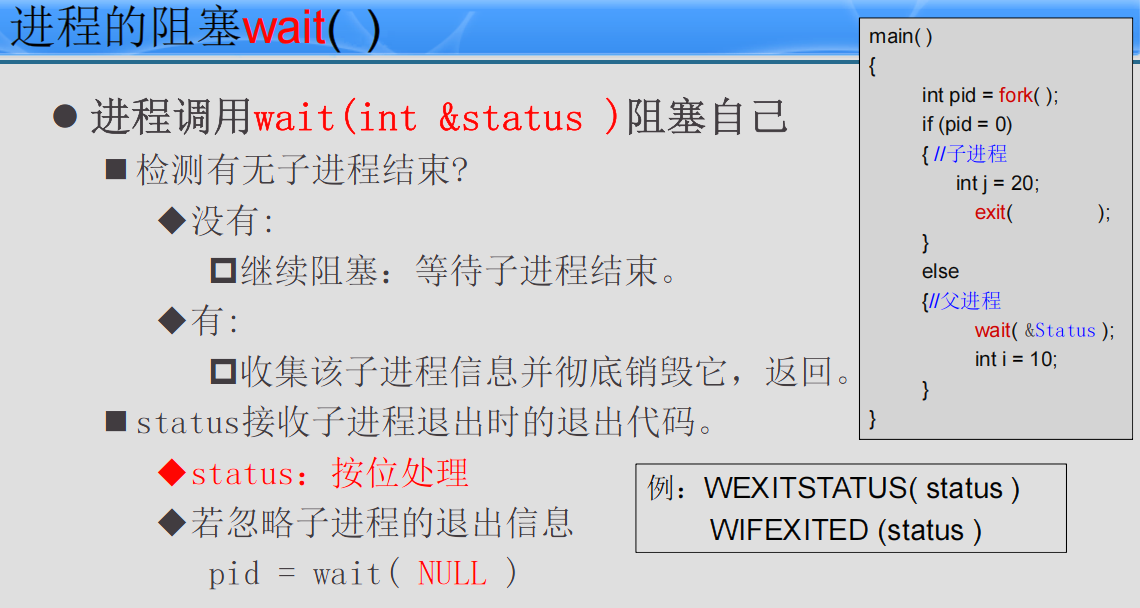 进程的阻塞wait( )
● 进程调用wait(int &status )阻塞自己
■ 检测有无子进程结束?
◆ 没有:
继续阻塞: 等待子进程结束。
◆ 有:
收集该子进程信息并彻底销毁它，返回。
■ status接收子进程退出时的退出代码。
◆ status: 按位处理
◆ 若忽略子进程的退出信息
pid = wait( NULL )
main( )
{
int pid = fork( );
if (pid = 0)
{ //子进程
int j = 20;
exit( );
}
else
{//父进程
wait( &Status );
int i = 10;
}
}
例: WEXITSTATUS( status )
WIFEXITED (status )